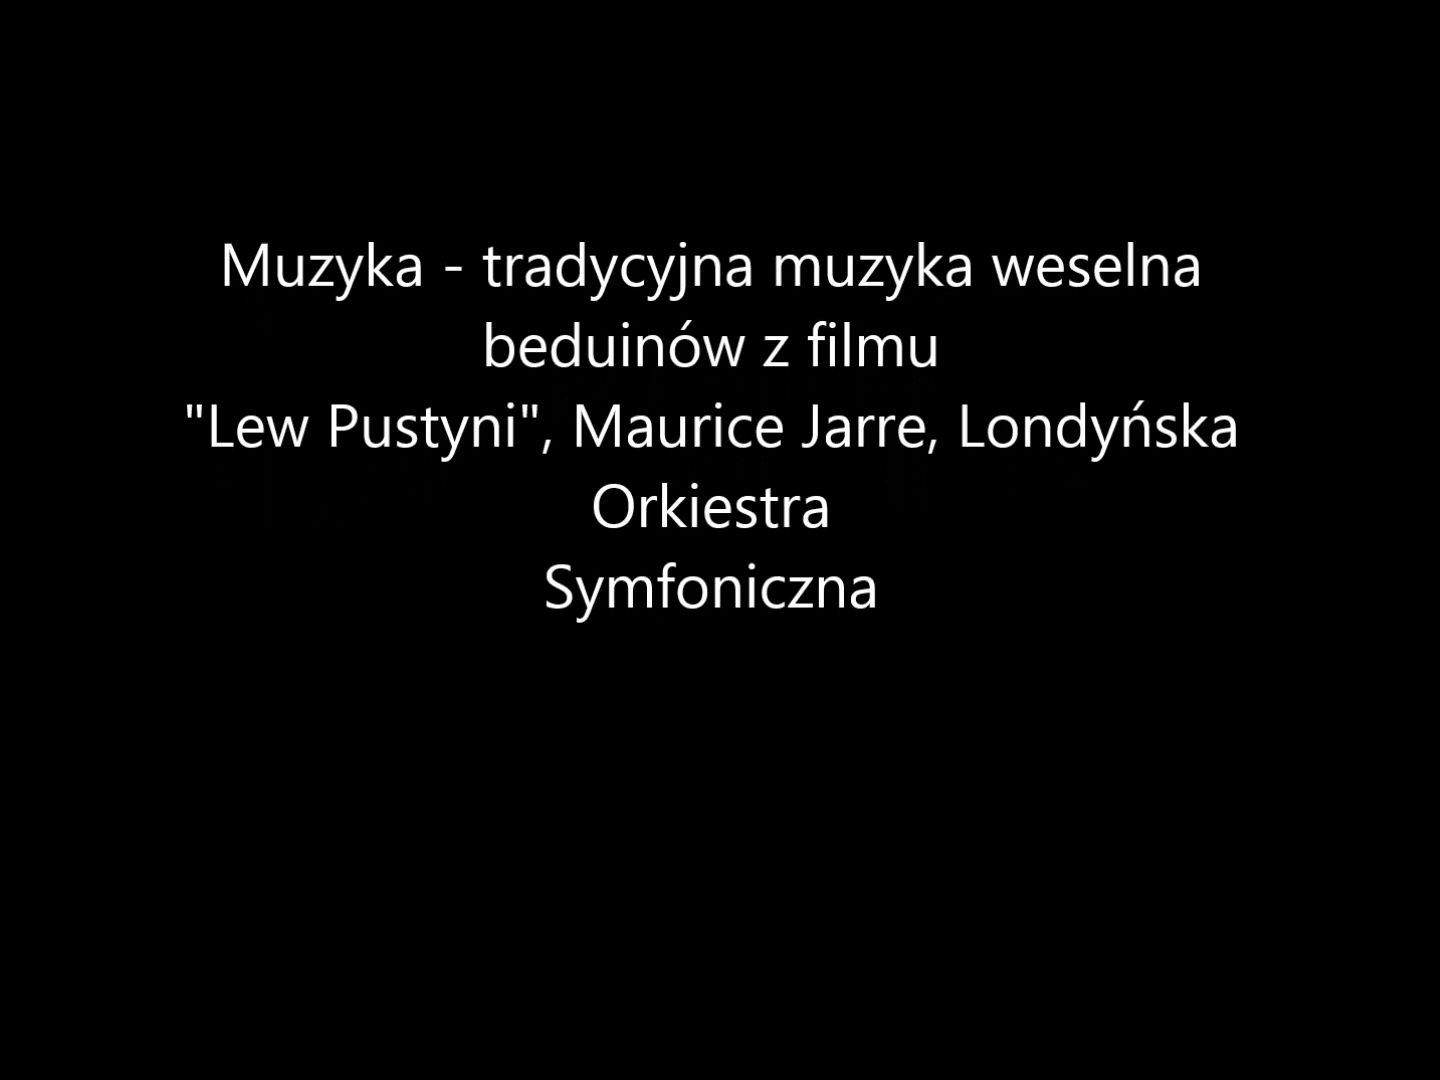 Muzyka - tradycyjna muzyka weselna
beduinów z filmu
"Lew Pustyni", Maurice Jarre, Londyńska
Orkiestra
Symfoniczna